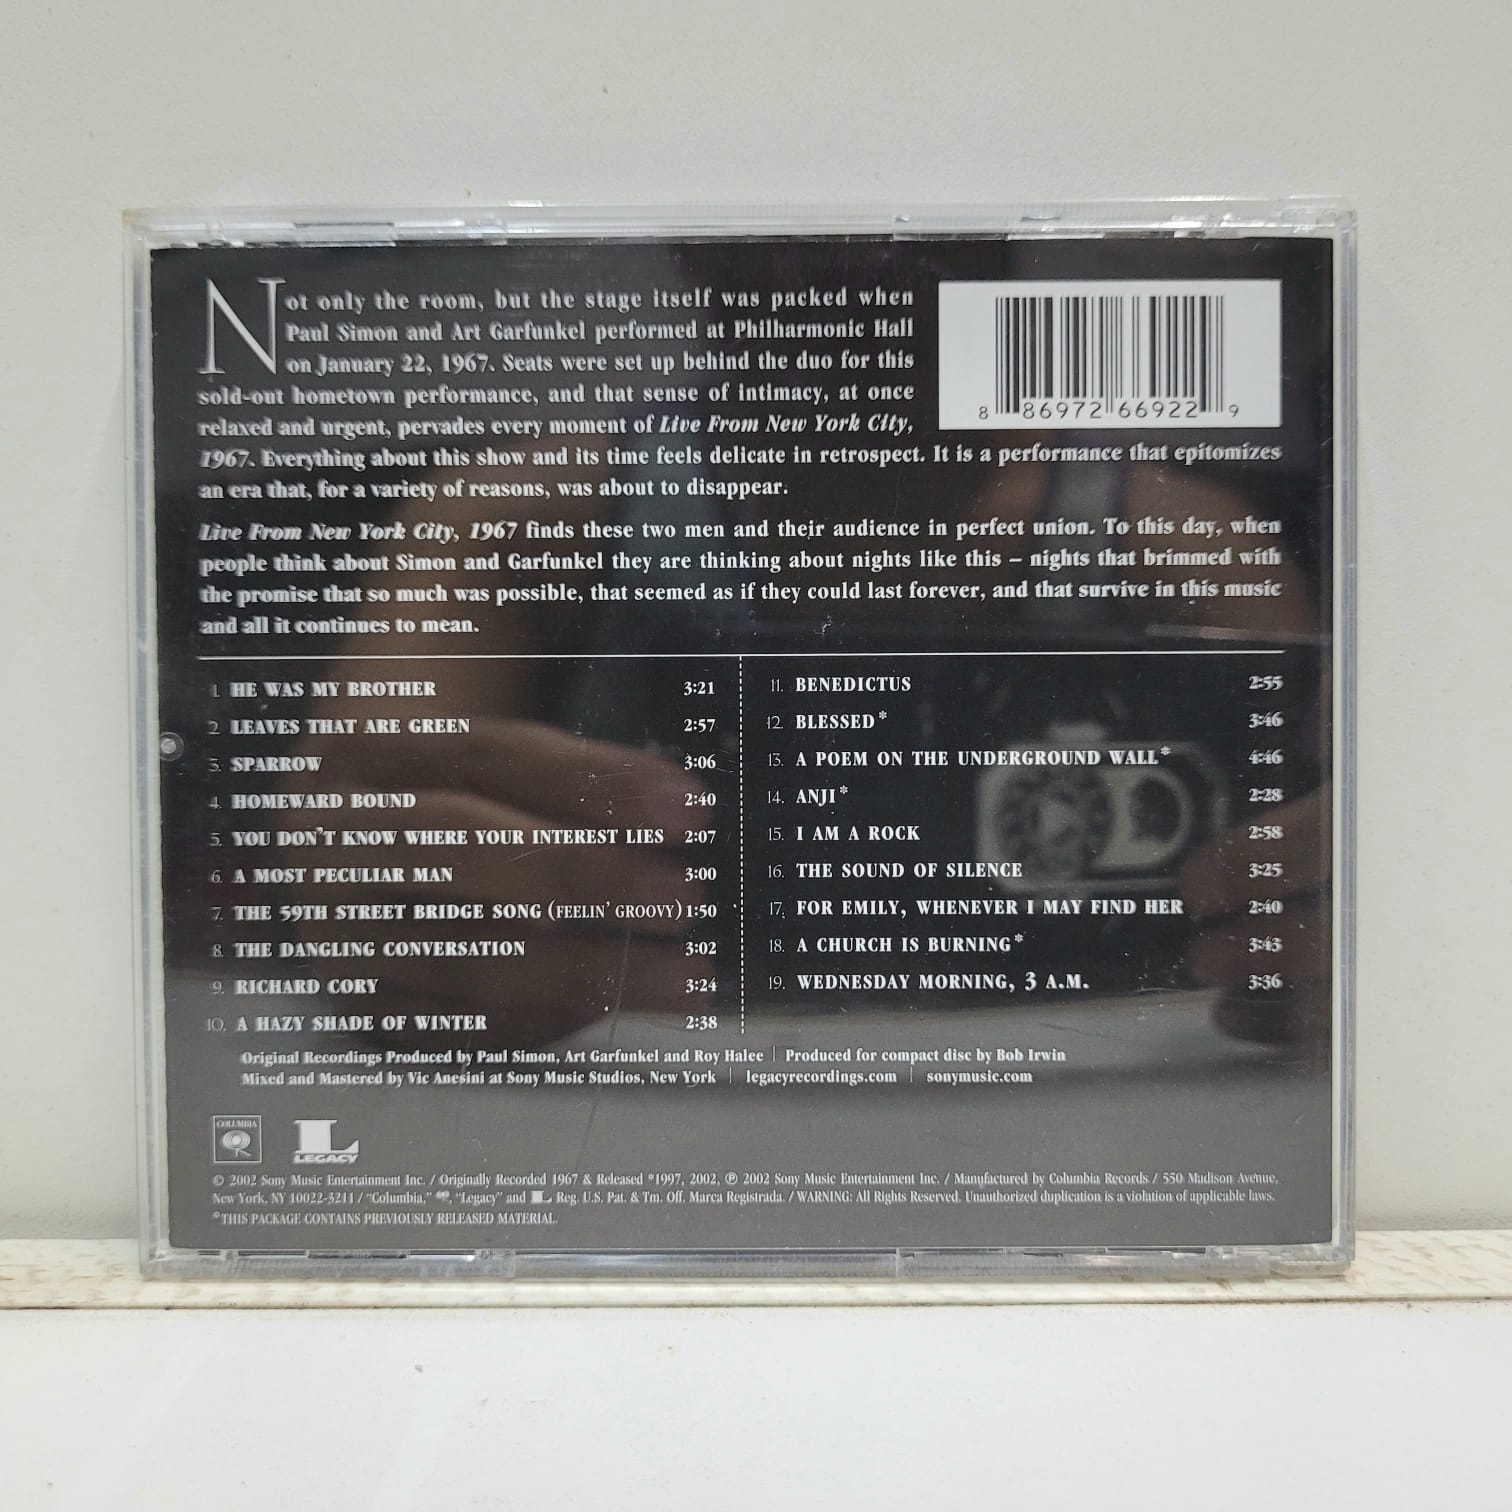 Not only the room, but the stage itself was packed when
Paul Simon and Art Garfunkel performed at Philharmonic Hall
on January 22, 1967. Seats were set up behind the duo for this
sold-out hometown performance, and that sense of intimacy, at once
relaxed and urgent, pervades every moment of Live From New York City,
1967. Everything about this show and its time feels delicate in retrospect. It is a performance that epitomizes
an era that, for a variety of reasons, was about to disappear.
8 86972 66922 9
Live From New York City, 1967 finds these two men and their audience in perfect union. To this day, when
people think about Simon and Garfunkel they are thinking about nights like this – nights that brimmed with
the promise that so much was possible, that seemed as if they could last forever, and that survive in this music
and all it continues to mean.
1. HE WAS MY BROTHER 3:21
2. LEAVES THAT ARE GREEN 2:57
3. SPARROW 3:06
4. HOMEWARD BOUND 2:40
5. YOU DON'T KNOW WHERE YOUR INTEREST LIES 2:07
6. A MOST PECULIAR MAN 3:00
7. THE 59TH STREET BRIDGE SONG (FEELIN' GROOVY) 1:50
8. THE DANGLING CONVERSATION 3:02
9. RICHARD CORY 3:24
10. A HAZY SHADE OF WINTER 2:38
11. BENEDICTUS 2:55
12. BLESSED* 3:46
13. A POEM ON THE UNDERGROUND WALL* 4:46
14. ANJI* 2:28
15. I AM A ROCK 2:58
16. THE SOUND OF SILENCE 3:25
17. FOR EMILY, WHENEVER I MAY FIND HER 2:40
18. A CHURCH IS BURNING* 3:43
19. WEDNESDAY MORNING, 3 A.M. 3:36
Original Recordings Produced by Paul Simon, Art Garfunkel and Roy Halee | Produced for compact disc by Bob Irwin
Mixed and Mastered by Vic Anesini at Sony Music Studios, New York | legacyrecordings.com | sonymusic.com
COLUMBIA
L
LEGACY
© 2002 Sony Music Entertainment Inc. / Originally Recorded 1967 & Released *1997, 2002, ℗ 2002 Sony Music Entertainment Inc. / Manufactured by Columbia Records / 550 Madison Avenue,
New York, NY 10022-3211 / "Columbia," , "Legacy" and L Reg. U.S. Pat. & Tm. Off. Marca Registrada. / WARNING: All Rights Reserved. Unauthorized duplication is a violation of applicable laws.
*THIS PACKAGE CONTAINS PREVIOUSLY RELEASED MATERIAL.